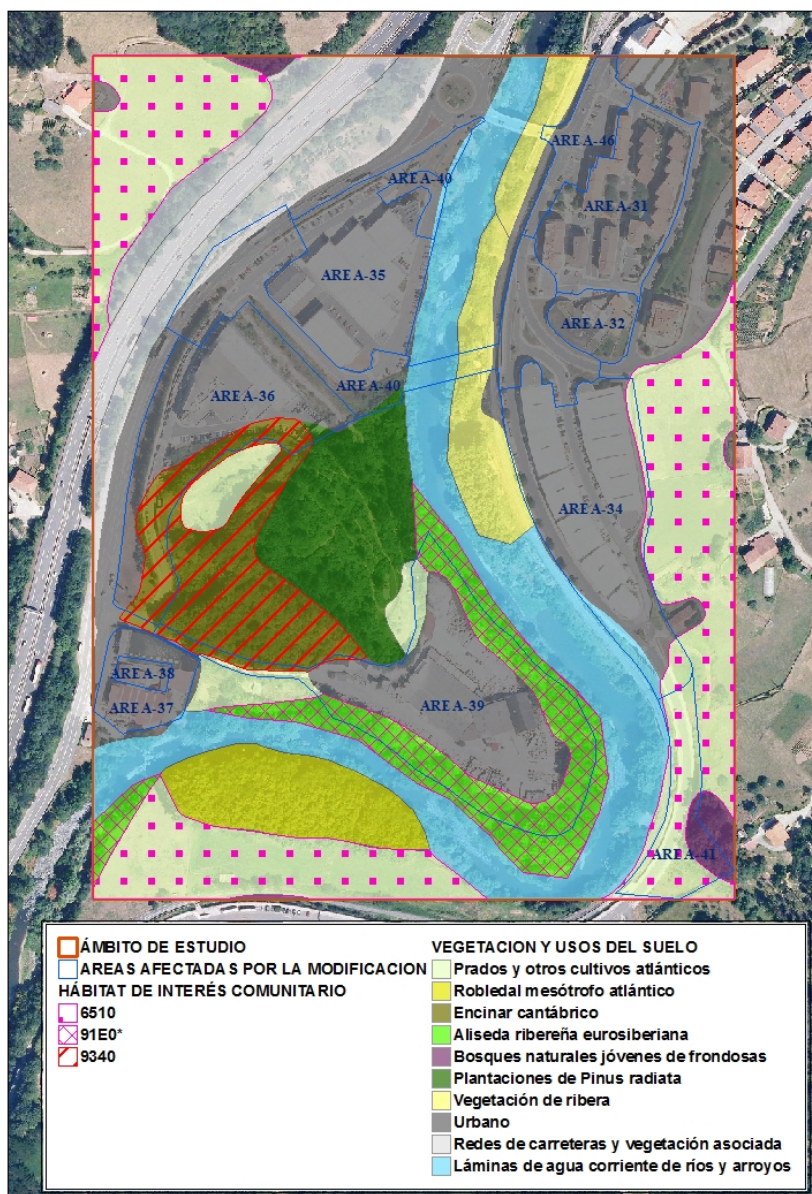 AREA-46
AREA-40
AREA-31
AREA-35
AREA-32
AREA-40
AREA-36
AREA-34
AREA-38
AREA-37
AREA-39
AREA-41
ÁMBITO DE ESTUDIO
AREAS AFECTADAS POR LA MODIFICACION
HÁBITAT DE INTERÉS COMUNITARIO
6510
91E0*
9340
VEGETACION Y USOS DEL SUELO
Prados y otros cultivos atlánticos
Robledal mesótrofo atlántico
Encinar cantábrico
Aliseda ribereña eurosiberiana
Bosques naturales jóvenes de frondosas
Plantaciones de Pinus radiata
Vegetación de ribera
Urbano
Redes de carreteras y vegetación asociada
Láminas de agua corriente de ríos y arroyos